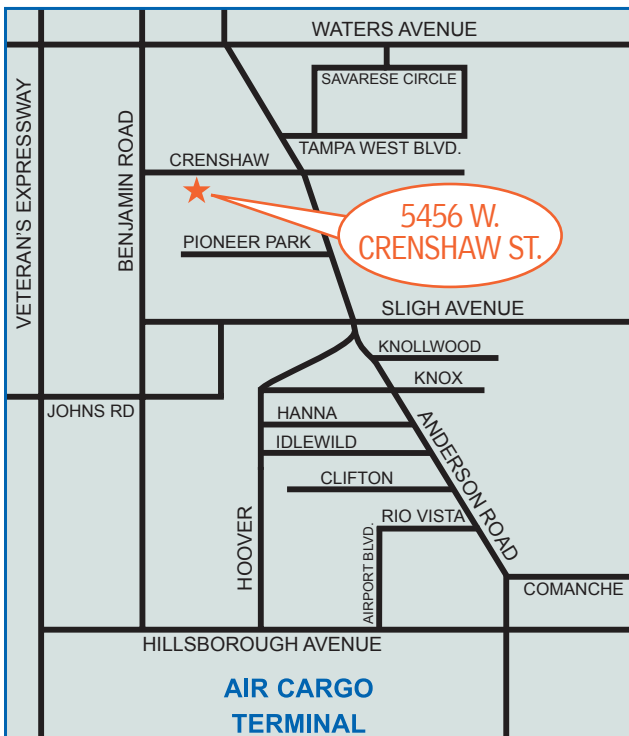 WATERS AVENUE
SAVARESE CIRCLE
VETERAN'S EXPRESSWAY
BENJAMIN ROAD
TAMPA WEST BLVD.
CRENSHAW
5456 W.
CRENSHAW ST.
PIONEER PARK
SLIGH AVENUE
KNOLLWOOD
KNOX
JOHNS RD
HANNA
ANDERSON ROAD
IDLEWILD
CLIFTON
RIO VISTA
HOOVER
AIRPORT BLVD.
COMANCHE
HILLSBOROUGH AVENUE
AIR CARGO
TERMINAL